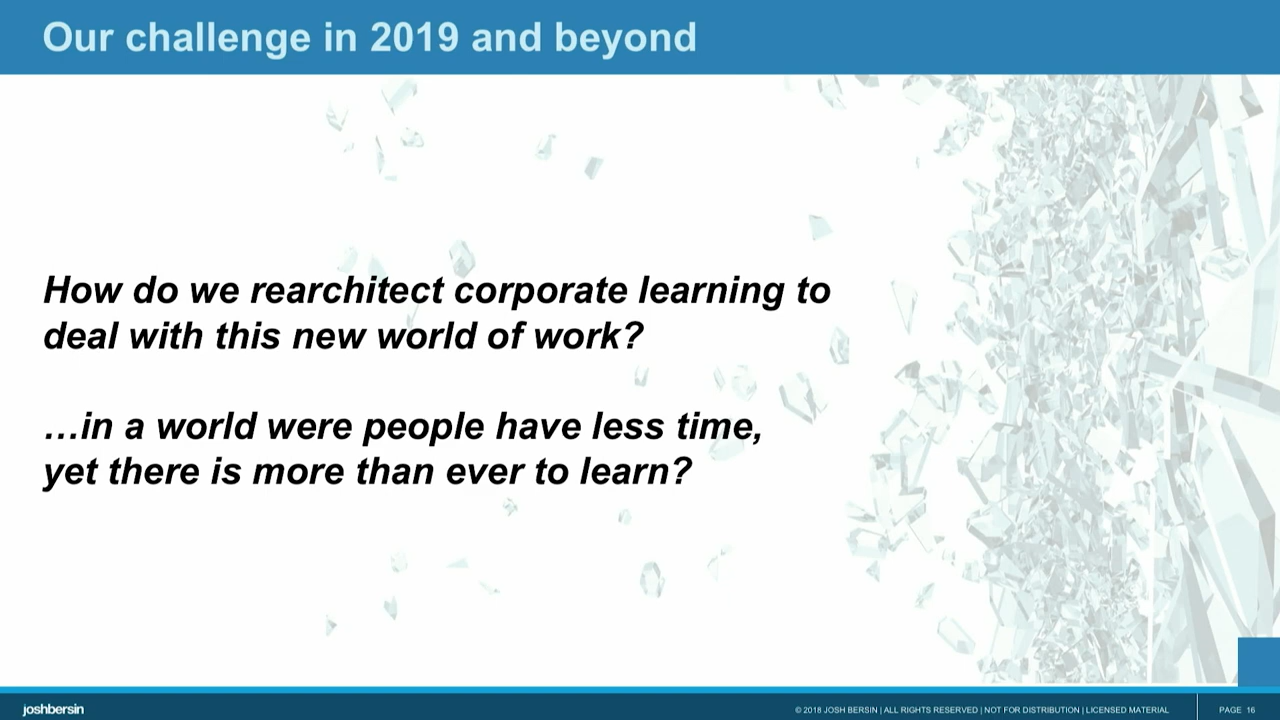 Our challenge in 2019 and beyond
How do we rearchitect corporate learning to
deal with this new world of work?
…in a world were people have less time,
yet there is more than ever to learn?
joshbersin
© 2018 JOSH BERSIN | ALL RIGHTS RESERVED | NOT FOR DISTRIBUTION | LICENSED MATERIAL
PAGE 16